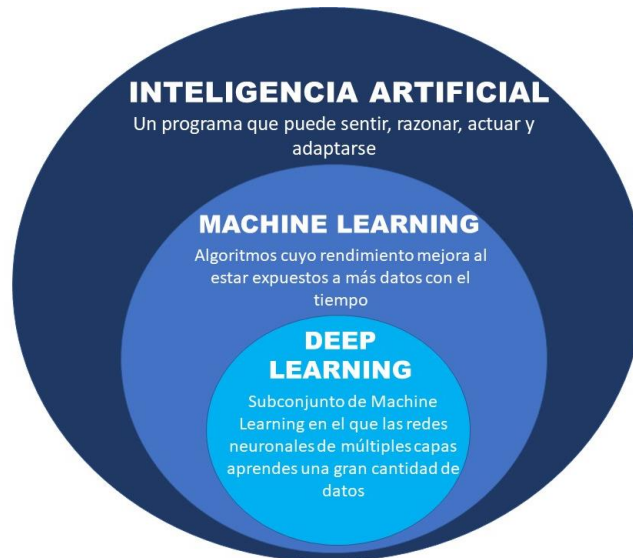 INTELIGENCIA ARTIFICIAL
Un programa que puede sentir, razonar, actuar y
adaptarse
MACHINE LEARNING
Algoritmos cuyo rendimiento mejora al
estar expuestos a más datos con el
tiempo
DEEP
LEARNING
Subconjunto de Machine
Learning en el que las redes
neuronales de múltiples capas
aprendes una gran cantidad de
datos